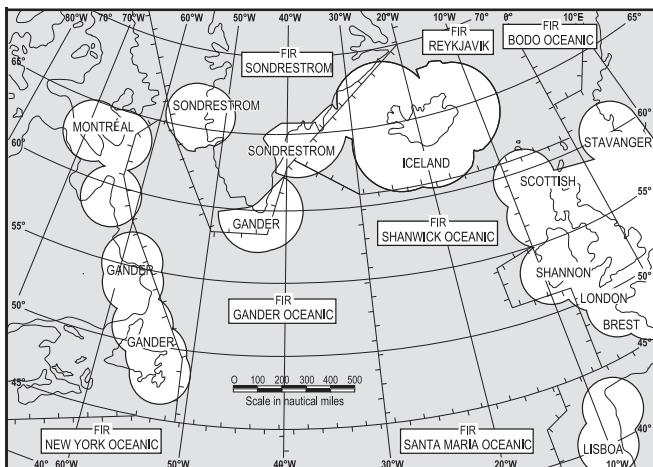 80°W 70°W 60°W 50°W 40°W 30°W 20°W 10°W 70° 0° 10°E 65°
FIR
SONDRESTROM
FIR
REYKJAVIK
FIR
BODO OCEANIC
65°
60°
55°
50°
45°
60°
55°
50°
45°
40°
MONTRÉAL
SONDRESTROM
SONDRESTROM
ICELAND
STAVANGER
SCOTTISH
GANDER
FIR
SHANWICK OCEANIC
SHANNON
GANDER
FIR
GANDER OCEANIC
LONDON
BREST
GANDER
0 100 200 300 400 500
Scale in nautical miles
FIR
NEW YORK OCEANIC
FIR
SANTA MARIA OCEANIC
LISBOA
40° 60°W 50°W 40°W 30°W 20°W 10°W